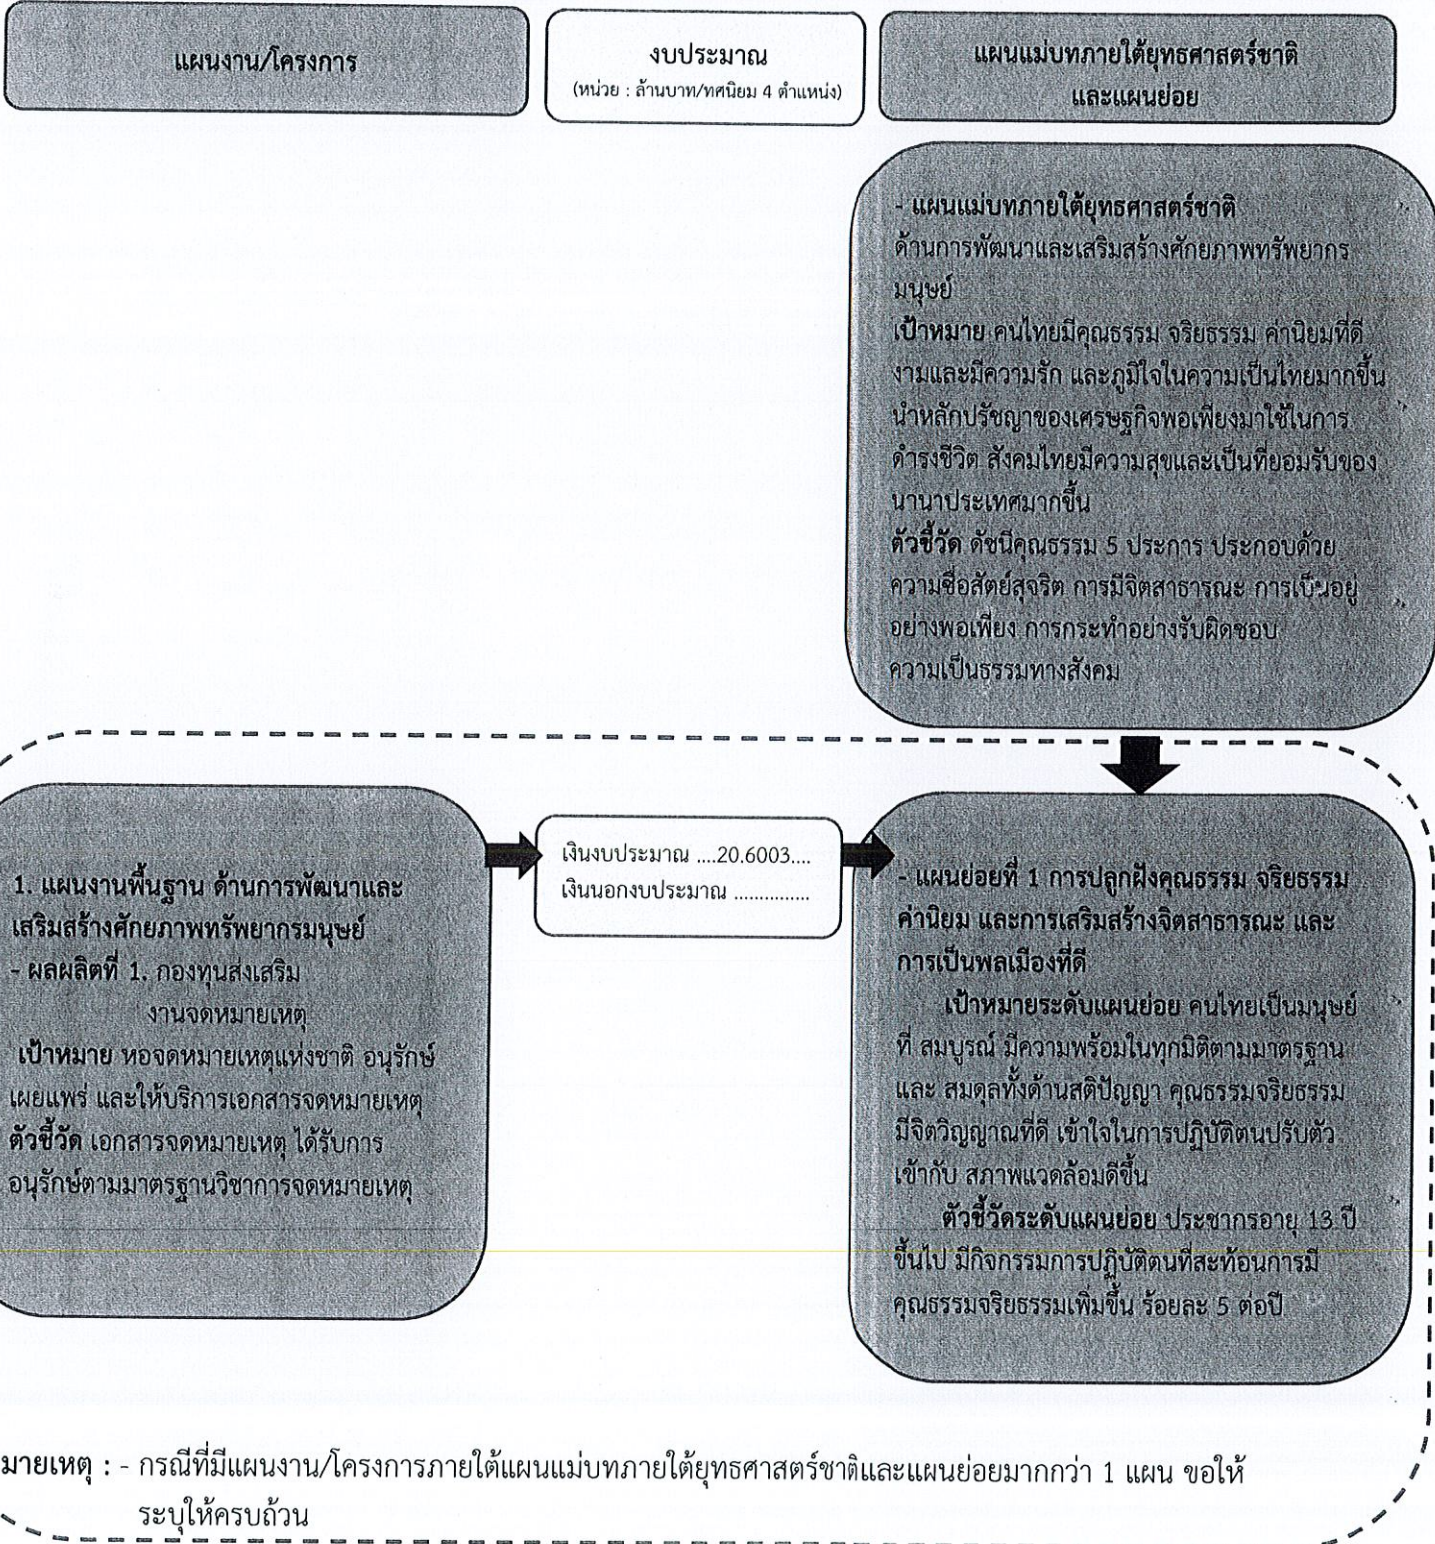 แผนงาน/โครงการ
งบประมาณ
(หน่วย : ล้านบาท/ทศนิยม 4 ตำแหน่ง)
แผนแม่บทภายใต้ยุทธศาสตร์ชาติ
และแผนย่อย
- แผนแม่บทภายใต้ยุทธศาสตร์ชาติ
ด้านการพัฒนาและเสริมสร้างศักยภาพทรัพยากร
มนุษย์
เป้าหมาย คนไทยมีคุณธรรม จริยธรรม ค่านิยมที่ดี
งามและมีความรัก และภูมิใจในความเป็นไทยมากขึ้น
นำหลักปรัชญาของเศรษฐกิจพอเพียงมาใช้ในการ
ดำรงชีวิต สังคมไทยมีความสุขและเป็นที่ยอมรับของ
นานาประเทศมากขึ้น
ตัวชี้วัด ดัชนีคุณธรรม 5 ประการ ประกอบด้วย
ความซื่อสัตย์สุจริต การมีจิตสาธารณะ การเป็นอยู่
อย่างพอเพียง การกระทำอย่างรับผิดชอบ
ความเป็นธรรมทางสังคม
1. แผนงานพื้นฐาน ด้านการพัฒนาและ
เสริมสร้างศักยภาพทรัพยากรมนุษย์
- ผลผลิตที่ 1. กองทุนส่งเสริม
งานจดหมายเหตุ
เป้าหมาย หอจดหมายเหตุแห่งชาติ อนุรักษ์
เผยแพร่ และให้บริการเอกสารจดหมายเหตุ
ตัวชี้วัด เอกสารจดหมายเหตุ ได้รับการ
อนุรักษ์ตามมาตรฐานวิชาการจดหมายเหตุ
เงินงบประมาณ ....20.6003....
เงินนอกงบประมาณ ...............
- แผนย่อยที่ 1 การปลูกฝังคุณธรรม จริยธรรม
ค่านิยม และการเสริมสร้างจิตสาธารณะ และ
การเป็นพลเมืองที่ดี
เป้าหมายระดับแผนย่อย คนไทยเป็นมนุษย์
ที่ สมบูรณ์ มีความพร้อมในทุกมิติตามมาตรฐาน
และ สมดุลทั้งด้านสติปัญญา คุณธรรมจริยธรรม
มีจิตวิญญาณที่ดี เข้าใจในการปฏิบัติตนปรับตัว
เข้ากับ สภาพแวดล้อมดีขึ้น
ตัวชี้วัดระดับแผนย่อย ประชากรอายุ 13 ปี
ขึ้นไป มีกิจกรรมการปฏิบัติตนที่สะท้อนการมี
คุณธรรมจริยธรรมเพิ่มขึ้น ร้อยละ 5 ต่อปี
มายเหตุ : - กรณีที่มีแผนงาน/โครงการภายใต้แผนแม่บทภายใต้ยุทธศาสตร์ชาติและแผนย่อยมากกว่า 1 แผน ขอให้
ระบุให้ครบถ้วน